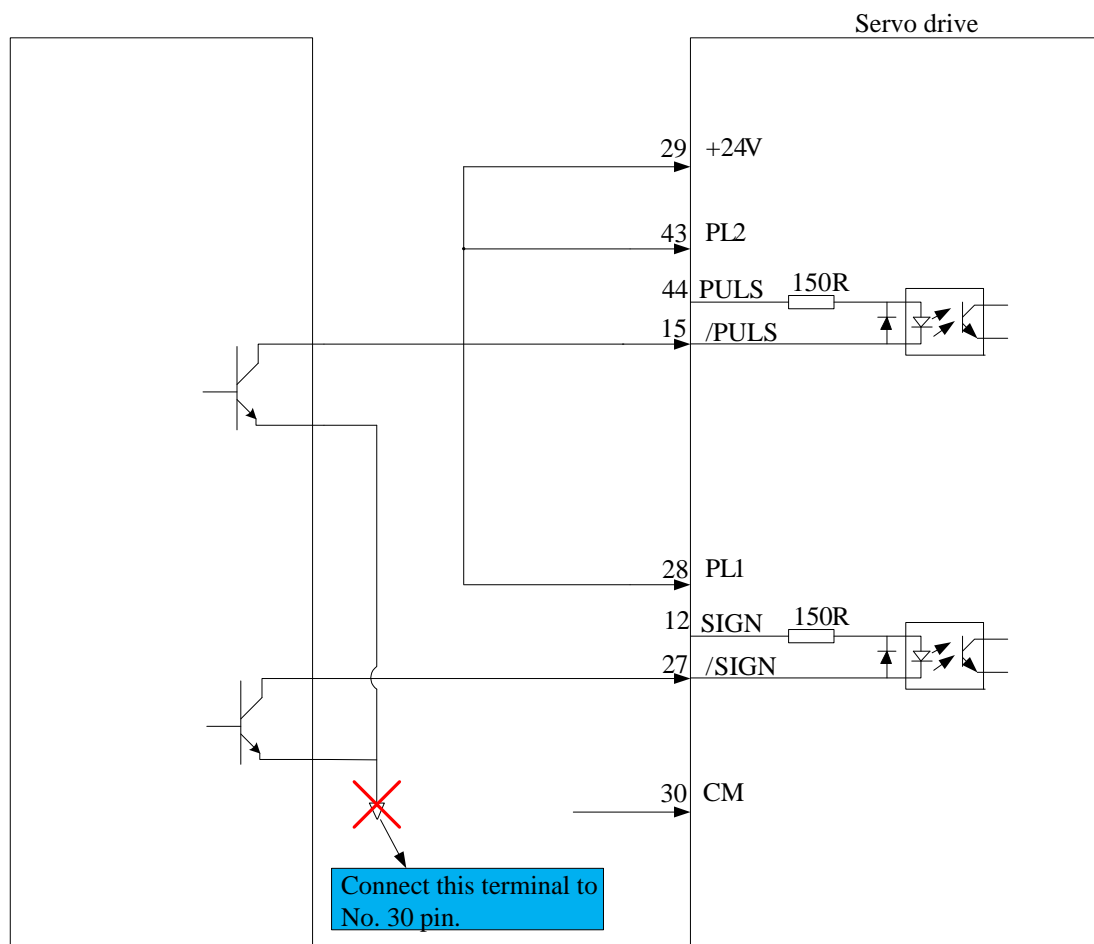 Servo drive
29 +24V
43 PL2
44 PULS 150R
15 /PULS
28 PL1
12 SIGN 150R
27 /SIGN
30 CM
Connect this terminal to
No. 30 pin.